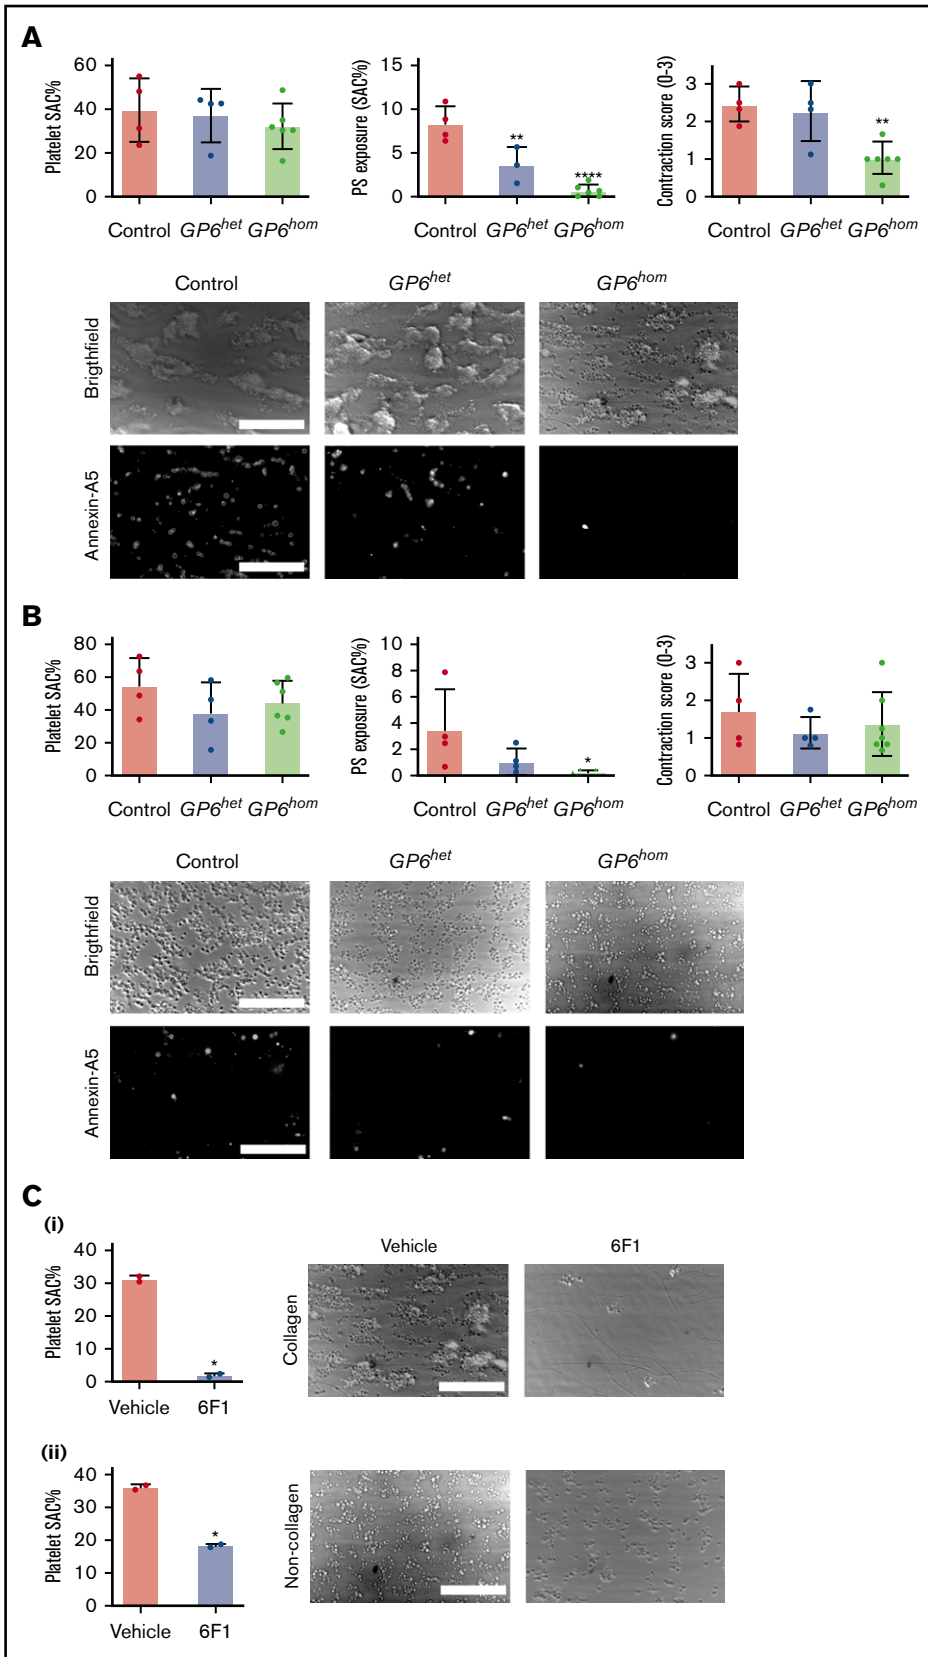 A
Platelet SAC%
60
40
20
0
Control GP6het GP6hom
PS exposure (SAC%)
15
10
5
0
**
****
Control GP6het GP6hom
Contraction score (0-3)
3
2
1
0
**
Control GP6het GP6hom
Control
GP6het
GP6hom
Brigthfield
Annexin-A5
B
Platelet SAC%
80
60
40
20
0
Control GP6het GP6hom
PS exposure (SAC%)
10
8
6
4
2
0
*
Control GP6het GP6hom
Contraction score (0-3)
3
2
1
0
Control GP6het GP6hom
Control
GP6het
GP6hom
Brigthfield
Annexin-A5
C
(i)
Platelet SAC%
40
30
20
10
0
*
Vehicle 6F1
Vehicle
6F1
Collagen
(ii)
Platelet SAC%
40
30
20
10
0
*
Vehicle 6F1
Non-collagen